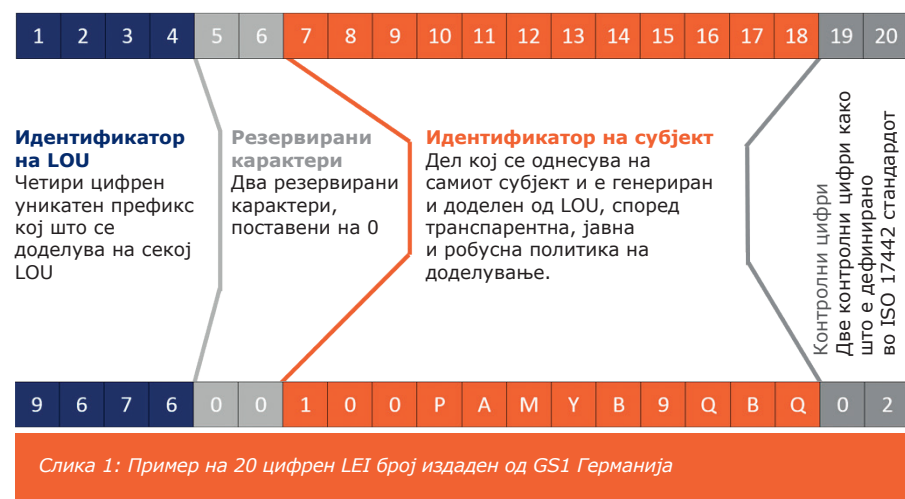 1 2 3 4 5 6 7 8 9 10 11 12 13 14 15 16 17 18 19 20
Идентификатор
на LOU
Четири цифрен
уникатен префикс
кој што се
доделува на секој
LOU
Резервирани
карактери
Два резервирани
карактери,
поставени на 0
Идентификатор на субјект
Дел кој се однесува на
самиот субјект и е генериран
и доделен од LOU, според
транспарентна, јавна
и робусна политика на
доделување.
Контролни цифри
Две контролни цифри како
што е дефинирано
во ISO 17442 стандардот
9 6 7 6 0 0 1 0 0 P A M Y B 9 Q B Q 0 2
Слика 1: Пример на 20 цифрен LEI број издаден од GS1 Германија